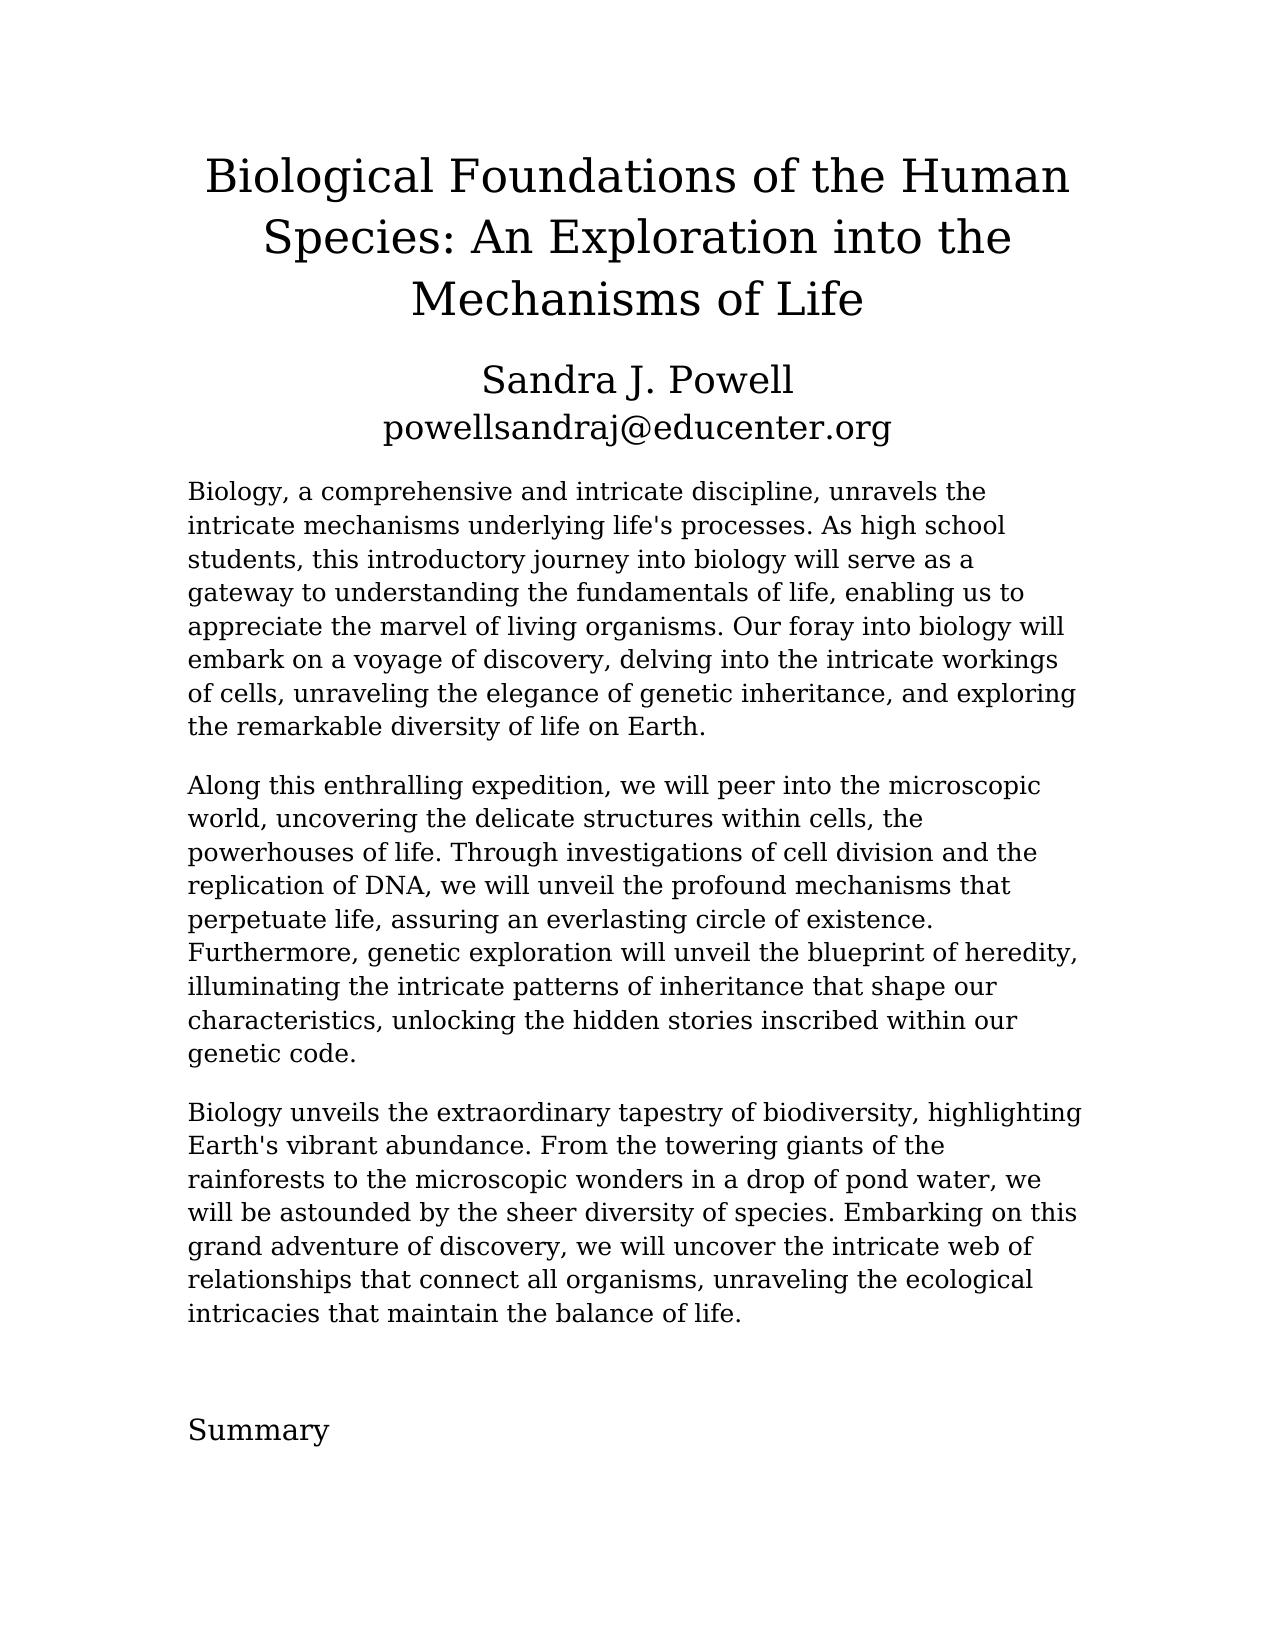 Biological Foundations of the Human
Species: An Exploration into the
Mechanisms of Life
Sandra J. Powell
powellsandraj@educenter.org
Biology, a comprehensive and intricate discipline, unravels the
intricate mechanisms underlying life's processes. As high school
students, this introductory journey into biology will serve as a
gateway to understanding the fundamentals of life, enabling us to
appreciate the marvel of living organisms. Our foray into biology will
embark on a voyage of discovery, delving into the intricate workings
of cells, unraveling the elegance of genetic inheritance, and exploring
the remarkable diversity of life on Earth.
Along this enthralling expedition, we will peer into the microscopic
world, uncovering the delicate structures within cells, the
powerhouses of life. Through investigations of cell division and the
replication of DNA, we will unveil the profound mechanisms that
perpetuate life, assuring an everlasting circle of existence.
Furthermore, genetic exploration will unveil the blueprint of heredity,
illuminating the intricate patterns of inheritance that shape our
characteristics, unlocking the hidden stories inscribed within our
genetic code.
Biology unveils the extraordinary tapestry of biodiversity, highlighting
Earth's vibrant abundance. From the towering giants of the
rainforests to the microscopic wonders in a drop of pond water, we
will be astounded by the sheer diversity of species. Embarking on this
grand adventure of discovery, we will uncover the intricate web of
relationships that connect all organisms, unraveling the ecological
intricacies that maintain the balance of life.
Summary